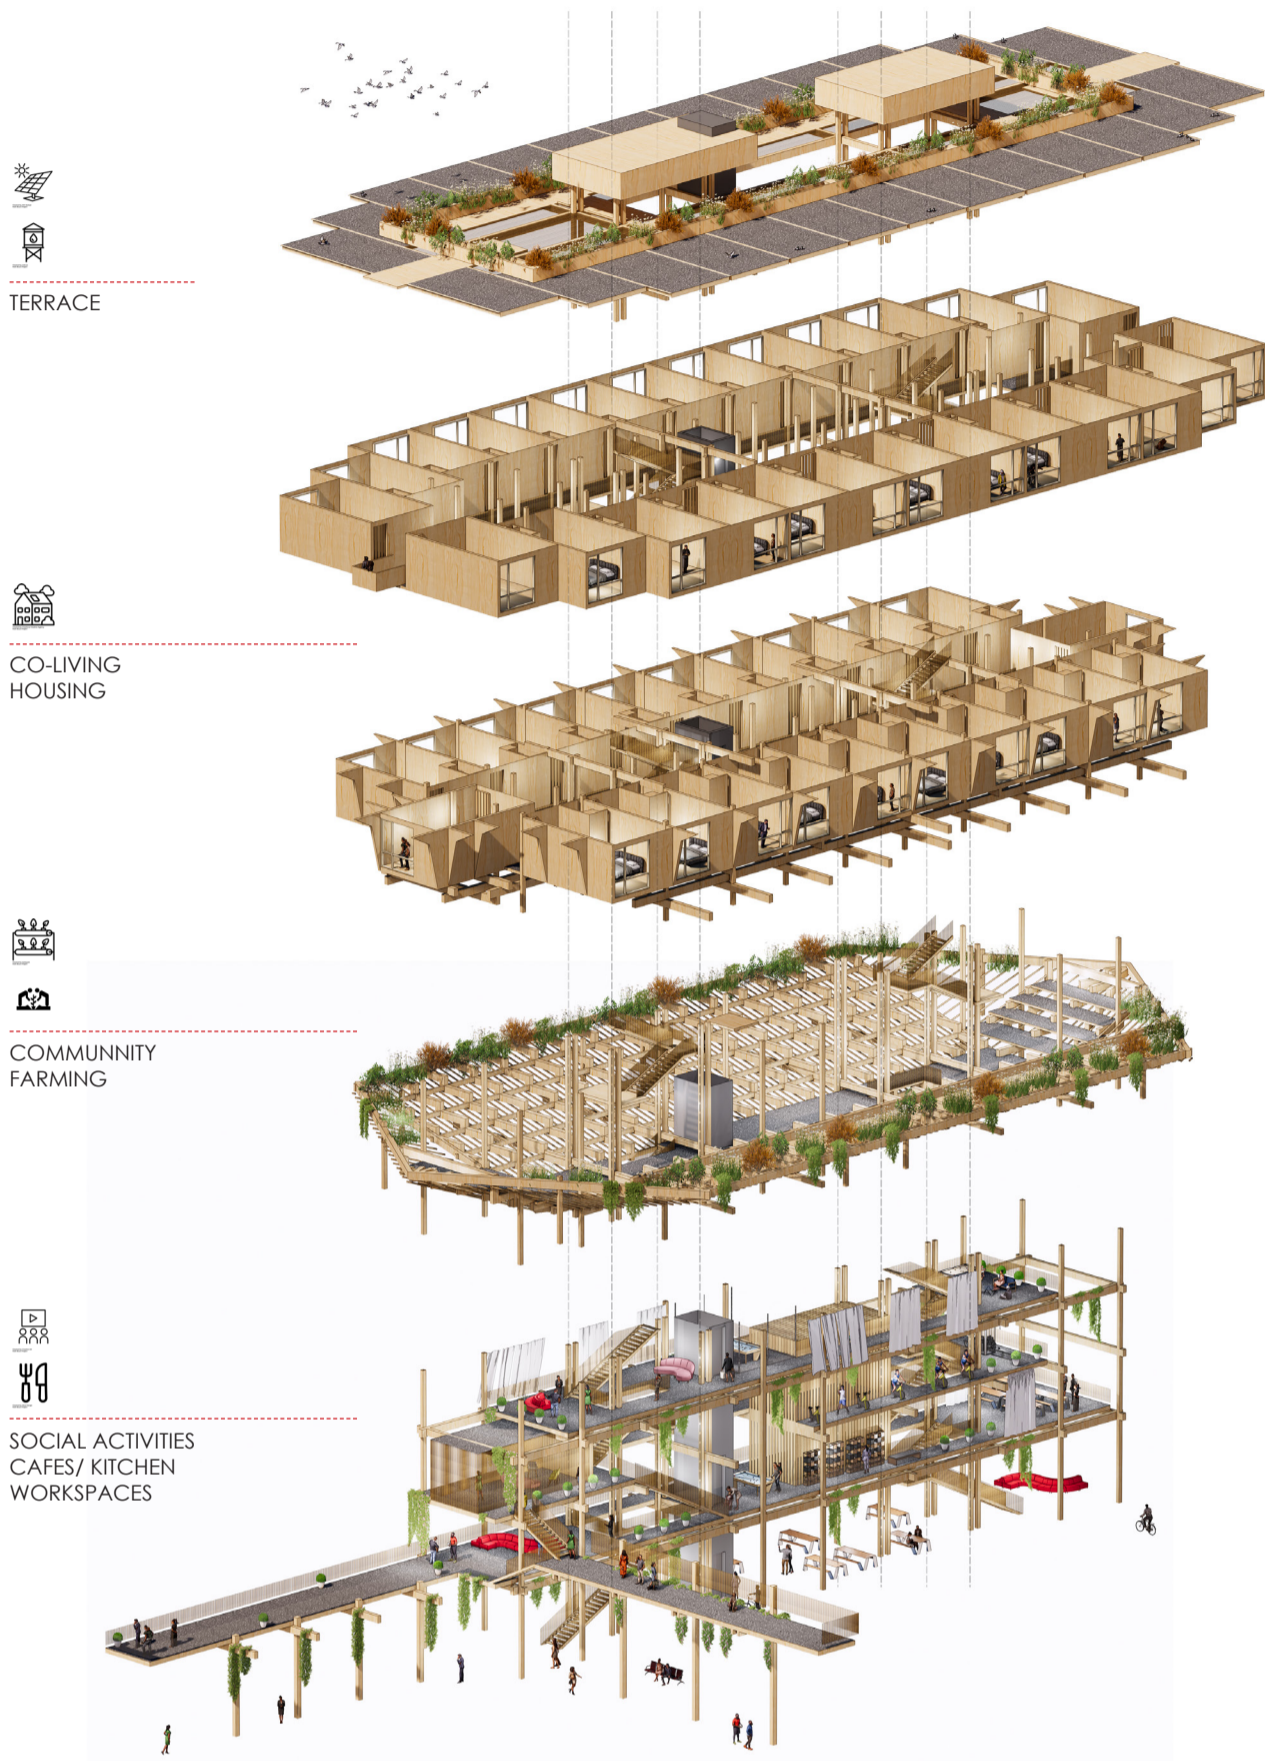 TERRACE
CO-LIVING
HOUSING
COMMUNNITY
FARMING
SOCIAL ACTIVITIES
CAFES/ KITCHEN
WORKSPACES